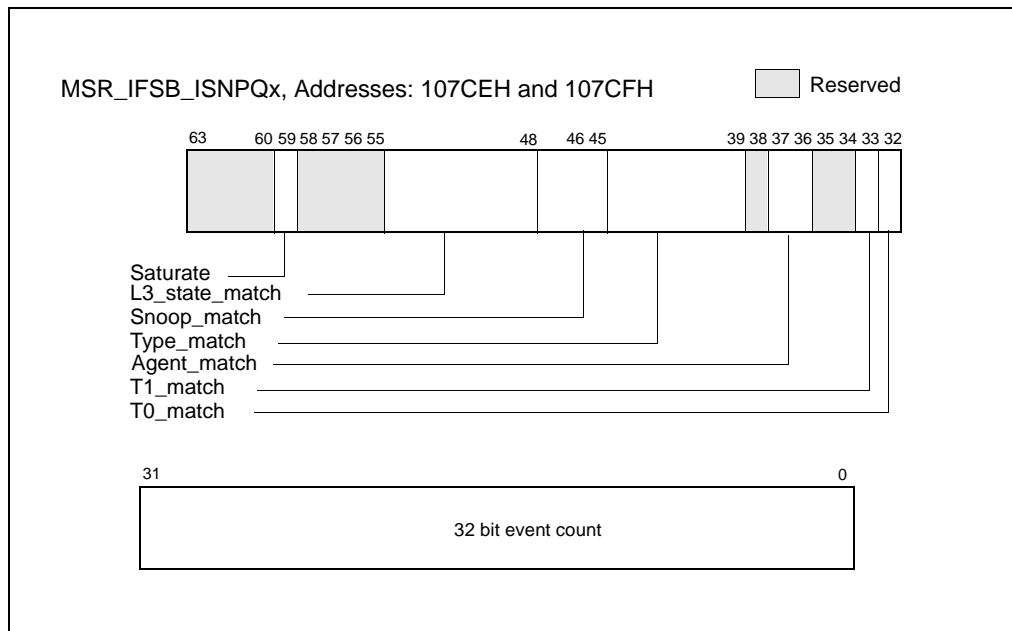 MSR_IFSB_ISNPQx, Addresses: 107CEH and 107CFH
Reserved
63 60 59 58 57 56 55 48 46 45 39 38 37 36 35 34 33 32
Saturate
L3_state_match
Snoop_match
Type_match
Agent_match
T1_match
T0_match
31 0
32 bit event count